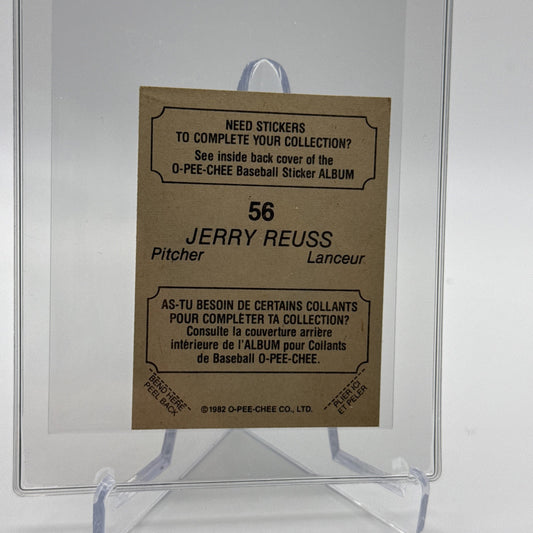 NEED STICKERS
TO COMPLETE YOUR COLLECTION?
See inside back cover of the
O-PEE-CHEE Baseball Sticker ALBUM
56
JERRY REUSS
Pitcher Lanceur
AS-TU BESOIN DE CERTAINS COLLANTS
POUR COMPLÉTER TA COLLECTION?
Consulte la couverture arrière
intérieure de l'ALBUM pour Collants
de Baseball O-PEE-CHEE.
BEND HERE
PEEL BACK
PLIER ICI
ET PELER
©1982 O-PEE-CHEE CO., LTD.